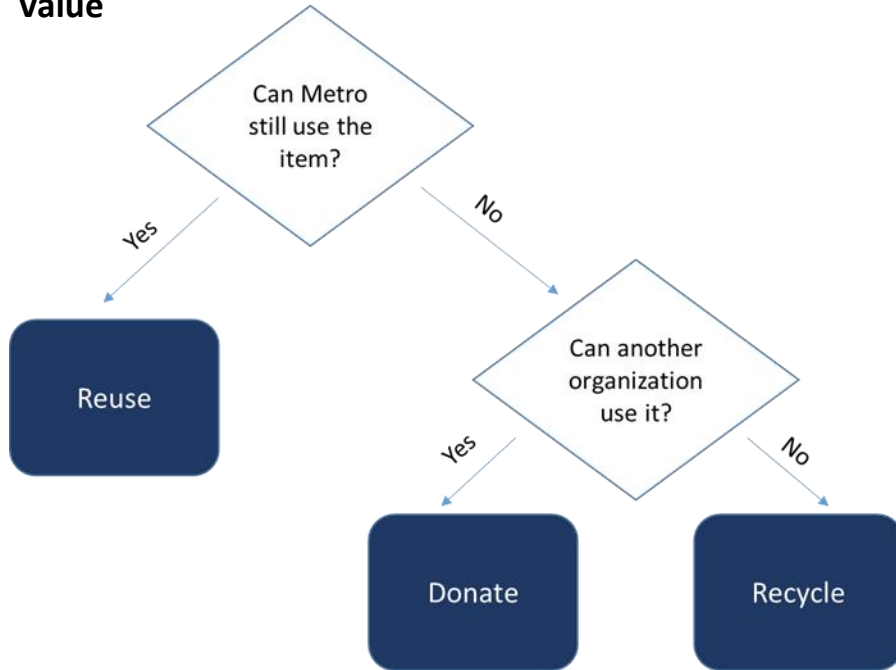 value
Can Metro
still use the
item?
Yes
No
Reuse
Can another
organization
use it?
Yes
No
Donate
Recycle